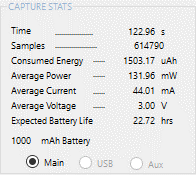 CAPTURE STATS
Time 122.96 s
Samples 614790
Consumed Energy 1503.17 uAh
Average Power 131.96 mW
Average Current 44.01 mA
Average Voltage 3.00 V
Expected Battery Life 22.72 hrs
1000 mAh Battery
Main USB Aux